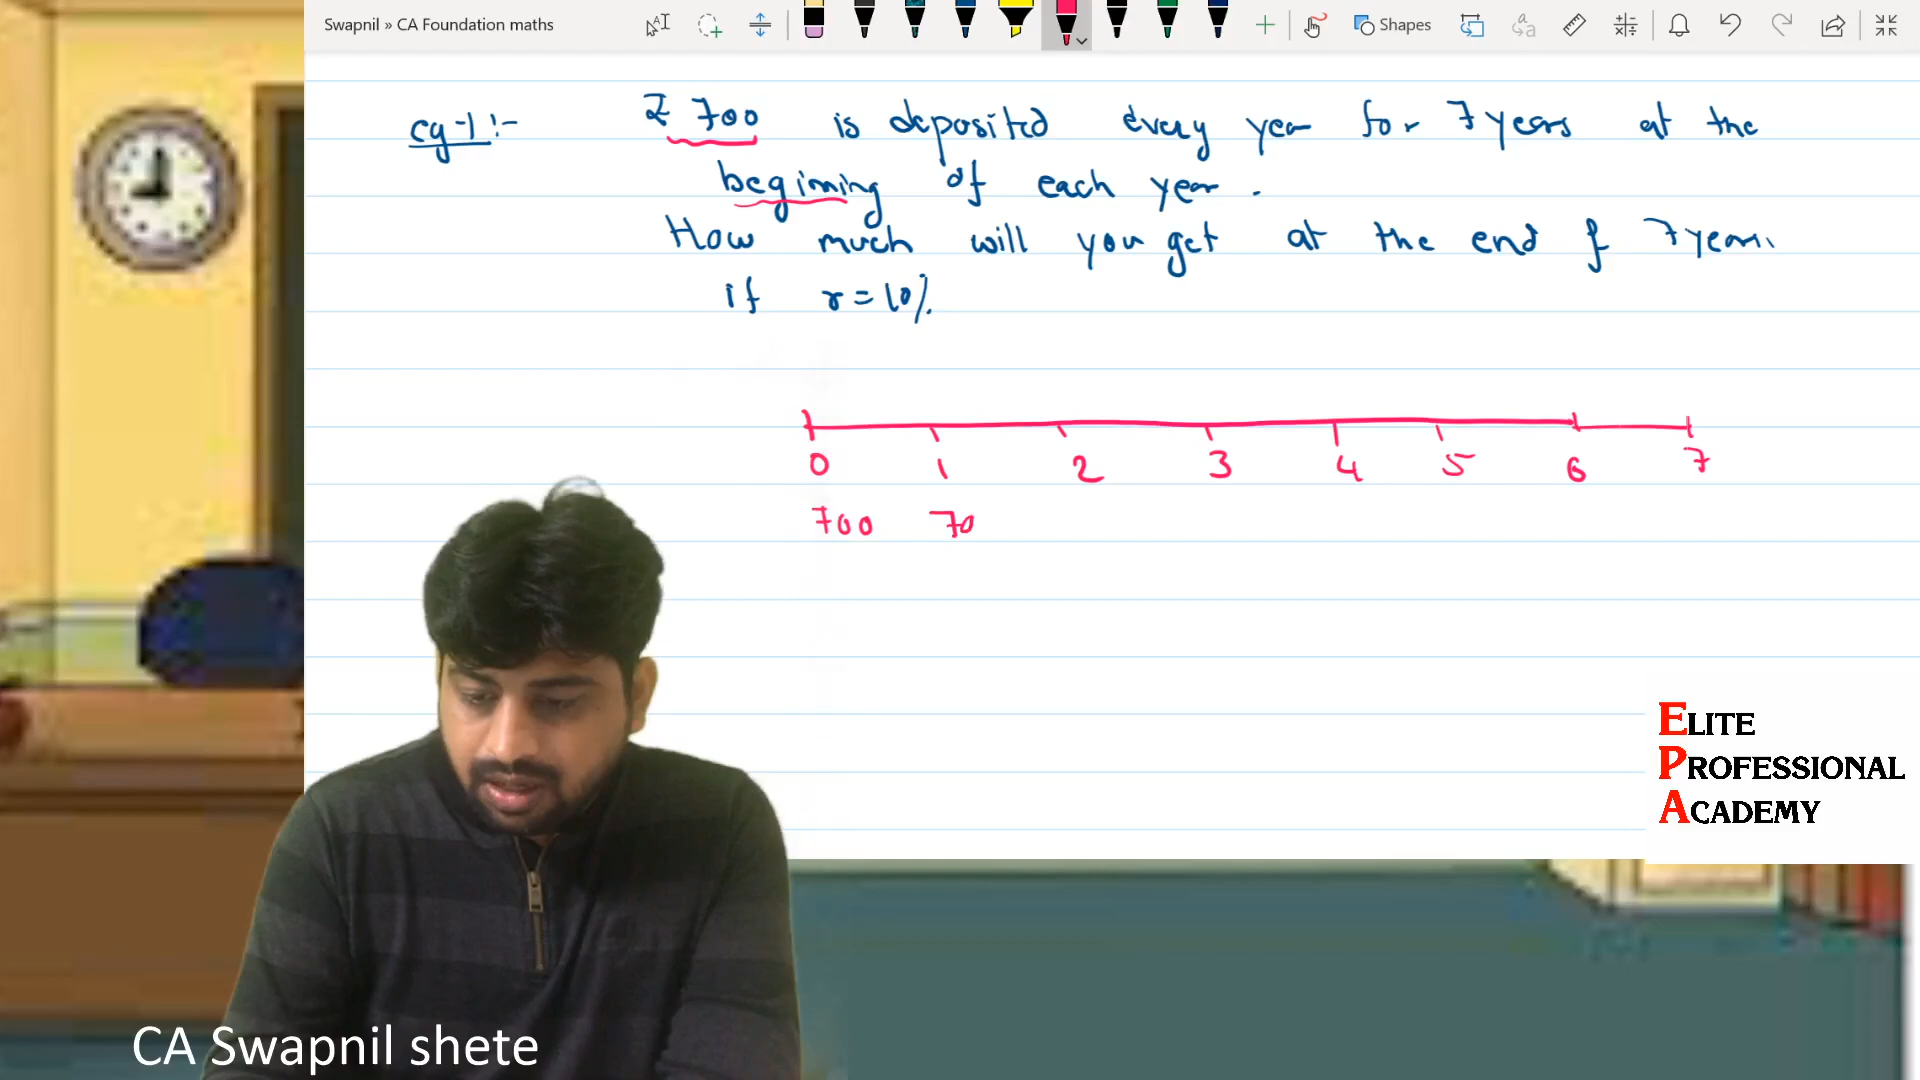 Swapnil » CA Foundation maths
Shapes
eg-1:-
₹ 700 is deposited every year for 7 years at the
begining of each year.
How much will you get at the end of 7 years.
if r = 10%.
0 1 2 3 4 5 6 7
700 70
ELITE
PROFESSIONAL
ACADEMY
CA Swapnil shete